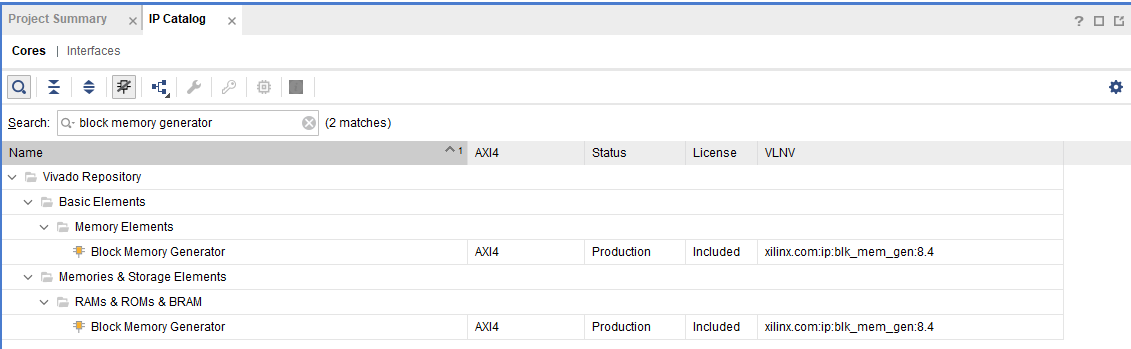 Project Summary × IP Catalog × ?
Cores | Interfaces
Search: block memory generator (2 matches)
Name 1 AXI4 Status License VLNV
Vivado Repository
Basic Elements
Memory Elements
Block Memory Generator AXI4 Production Included xilinx.com:ip:blk_mem_gen:8.4
Memories & Storage Elements
RAMs & ROMs & BRAM
Block Memory Generator AXI4 Production Included xilinx.com:ip:blk_mem_gen:8.4